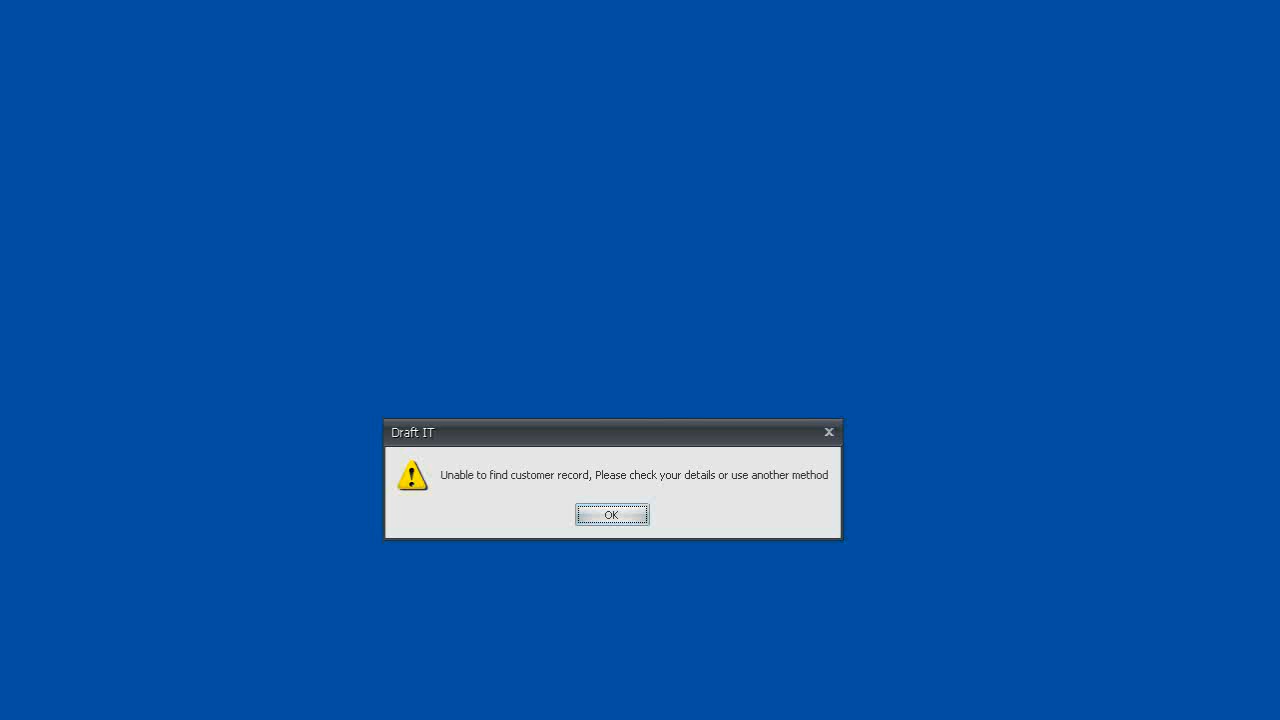 Draft IT
Unable to find customer record, Please check your details or use another method
OK